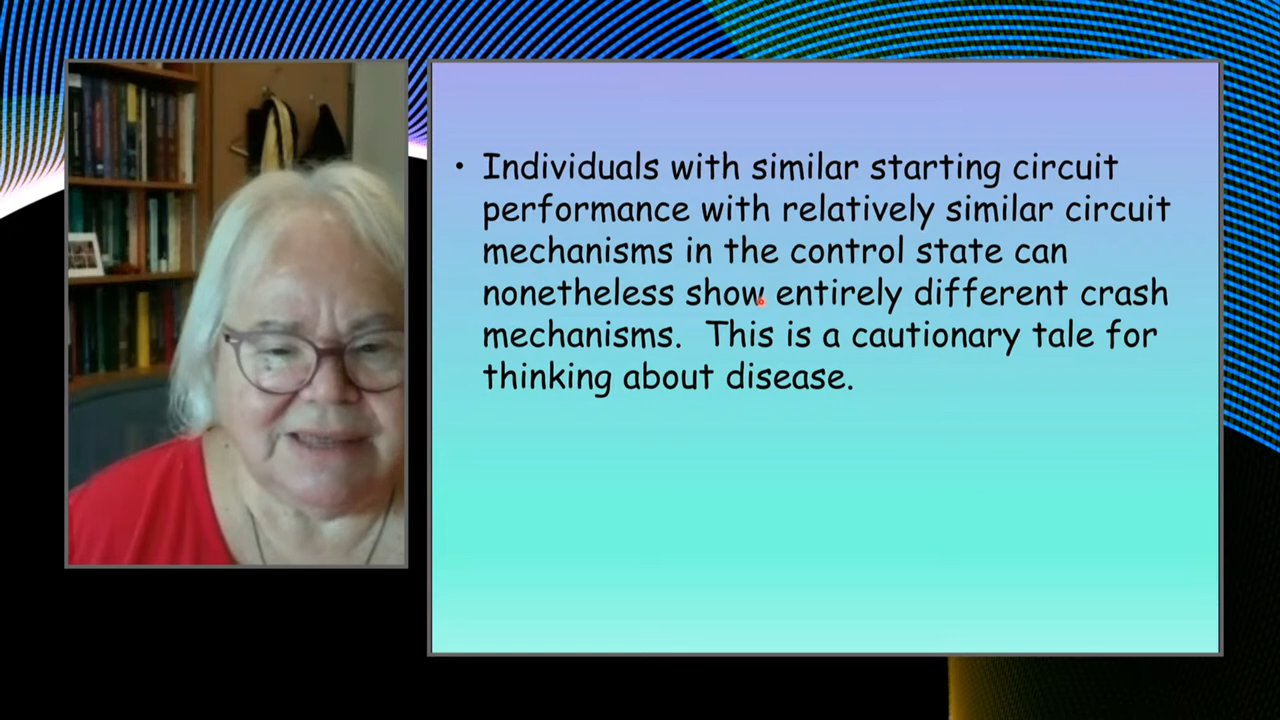 • Individuals with similar starting circuit
performance with relatively similar circuit
mechanisms in the control state can
nonetheless show entirely different crash
mechanisms.  This is a cautionary tale for
thinking about disease.